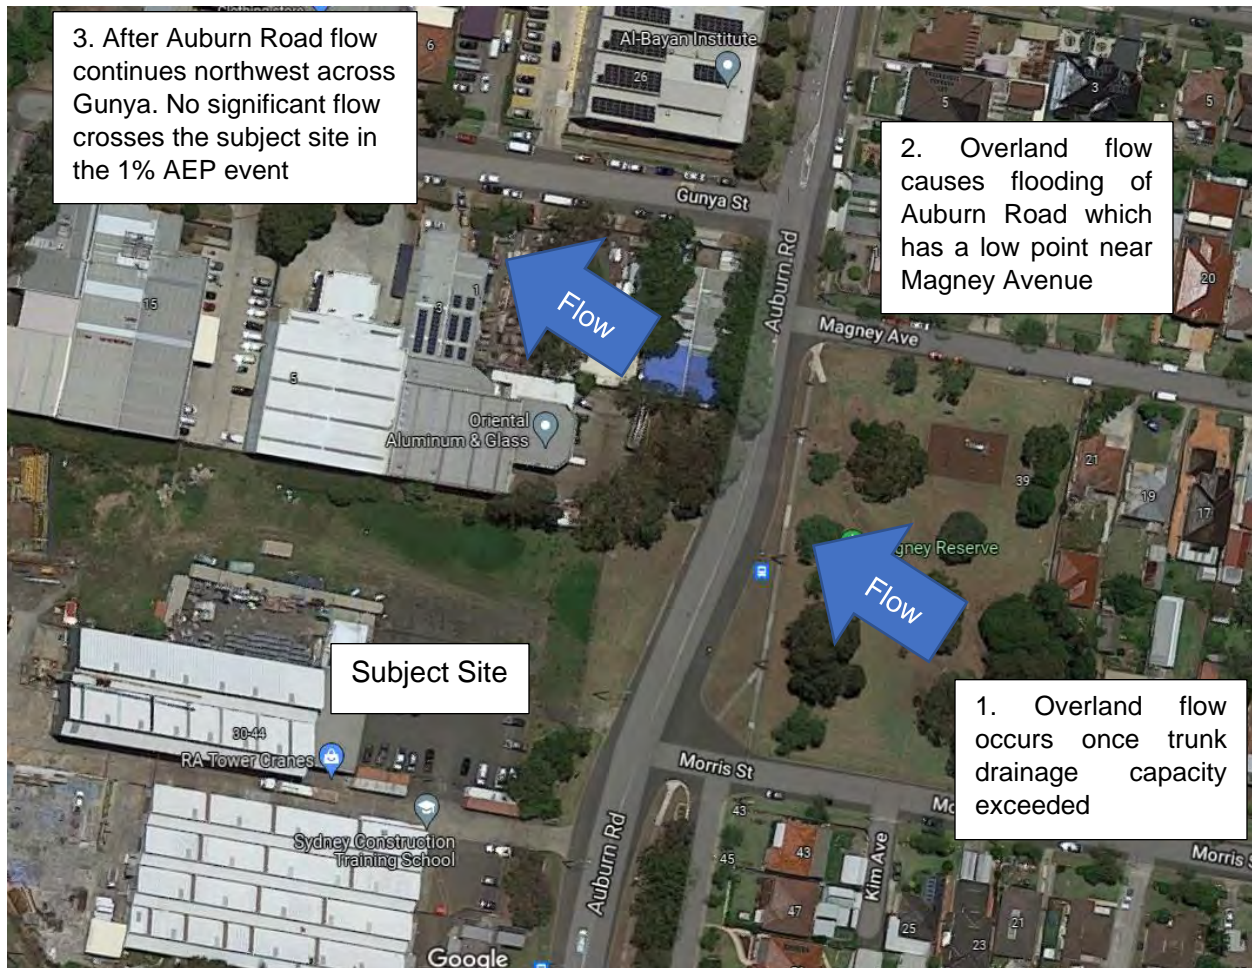 Clothing store
3. After Auburn Road flow
continues northwest across
Gunya. No significant flow
crosses the subject site in
the 1% AEP event
6
Al-Bayan Institute
26
5
3
5
2. Overland flow
causes flooding of
Auburn Road which
has a low point near
Magney Avenue
20
Gunya St
Auburn Rd
Magney Ave
15
1
3
5
Flow
Oriental
Aluminum & Glass
21
39
19
17
gney Reserve
Flow
Subject Site
30-44
RA Tower Cranes
Sydney Construction
Training School
Auburn Rd
Morris St
1. Overland flow
occurs once trunk
drainage capacity
exceeded
Mo
Morris S
43
43
45
47
Kim Ave
25
23
21
Google